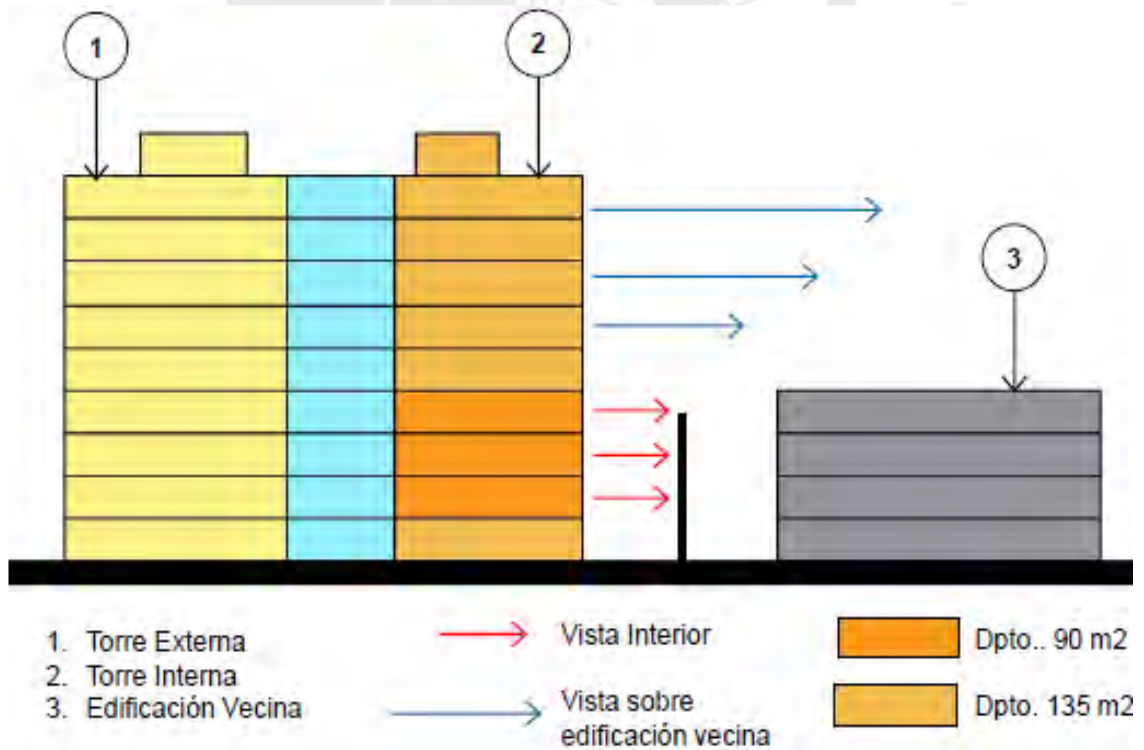 1
2
3
1. Torre Externa
2. Torre Interna
3. Edificación Vecina
Vista Interior
Vista sobre
edificación vecina
Dpto.. 90 m2
Dpto. 135 m2